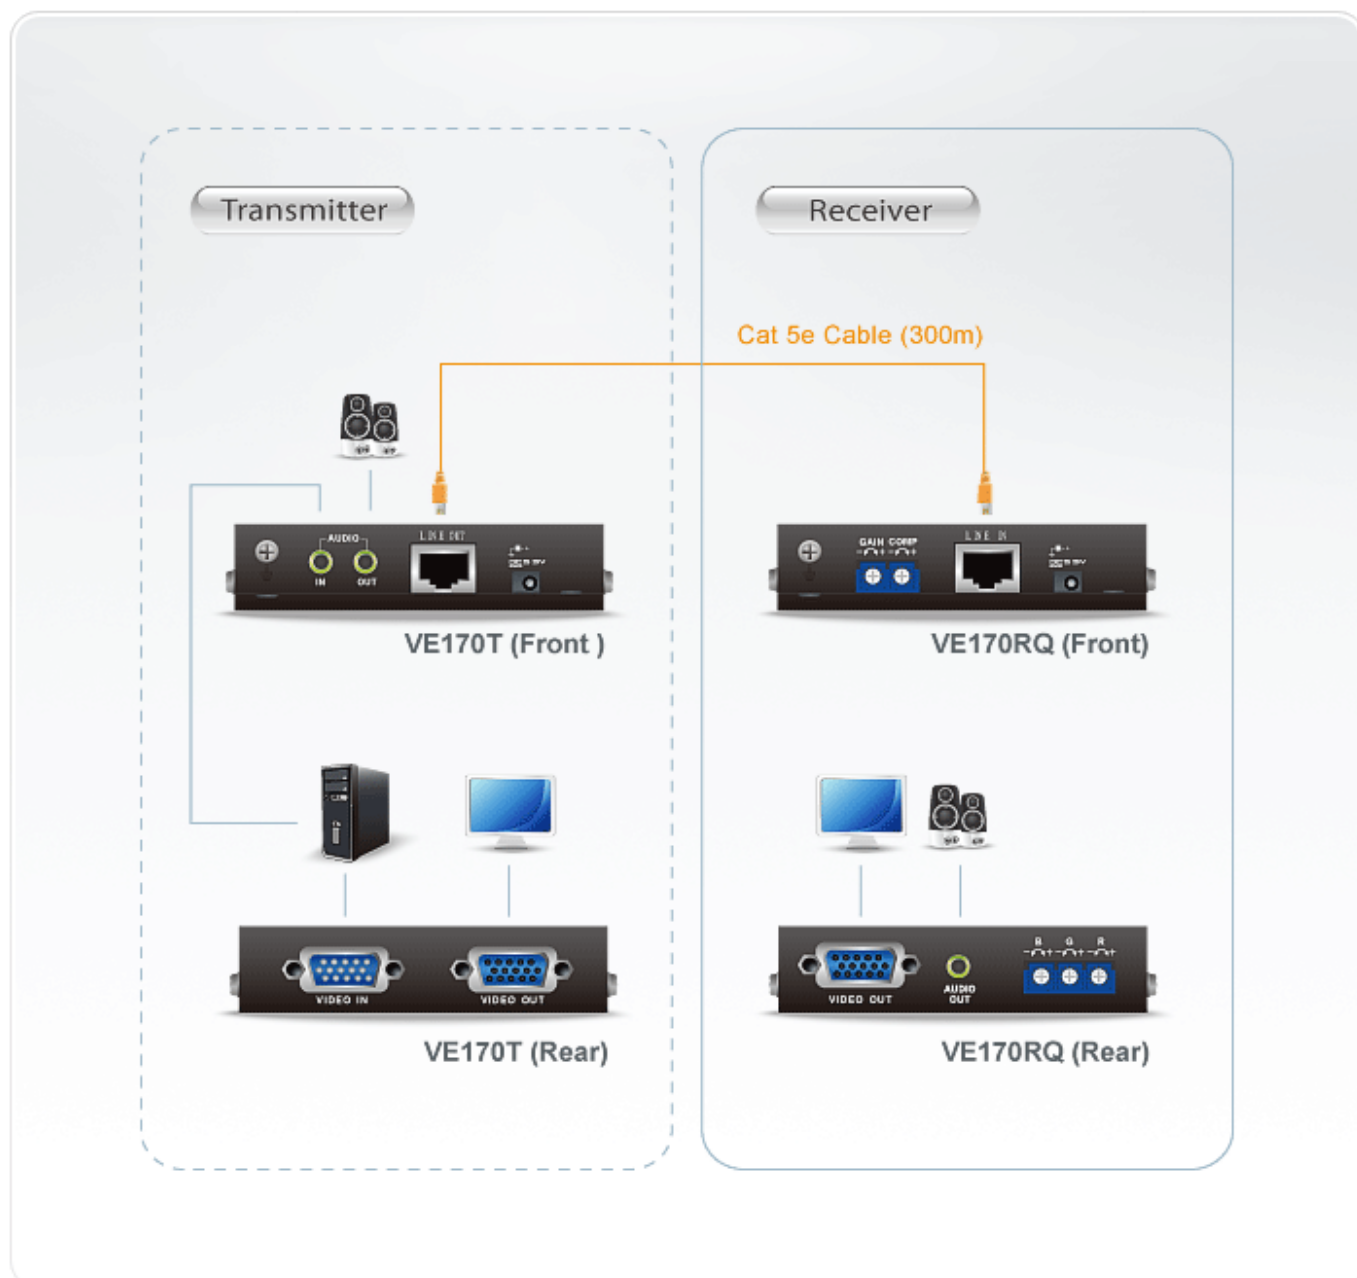 Transmitter
Receiver
Cat 5e Cable (300m)
AUDIO
IN
OUT
LINE OUT
VE170T (Front )
GAIN COMP
LINE IN
VE170RQ (Front)
VIDEO IN
VIDEO OUT
VE170T (Rear)
VIDEO OUT
AUDIO
OUT
B G R
VE170RQ (Rear)